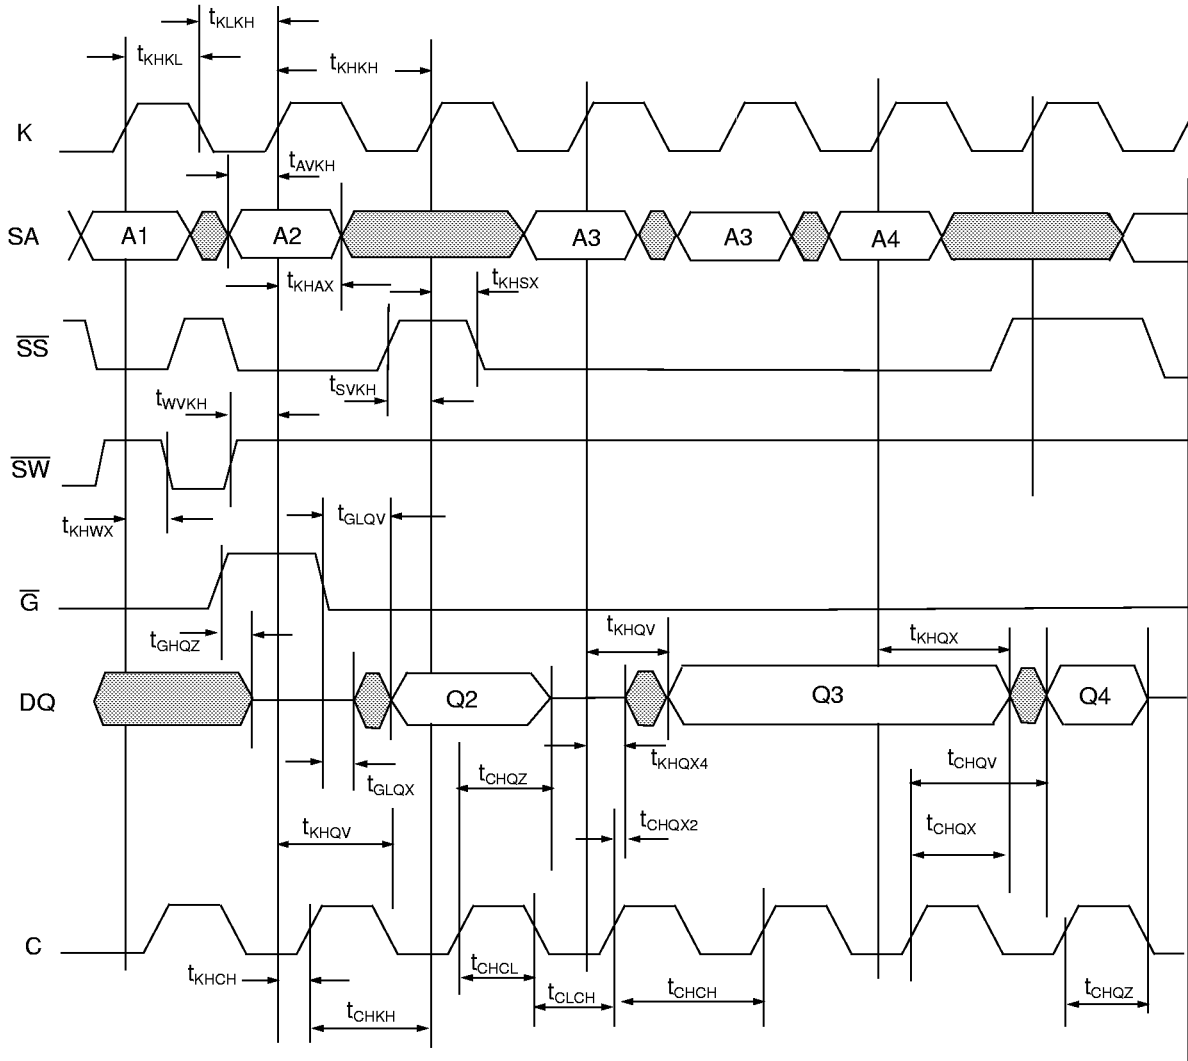 tKLKH
tKHKL
tKHKH
K
tAVKH
SA A1 A2 A3 A3 A4
tKHAX tKHSX
SS
tSVKH
tWVKH
SW
tKHWX tGLQV
G
tGHQZ tKHQV tKHQX
DQ Q2 Q3 Q4
tGLQX tCHQZ tKHQX4 tCHQV
tKHQV tCHQX2 tCHQX
C
tKHCH tCHCL tCLCH tCHCH tCHQZ
tCHKH